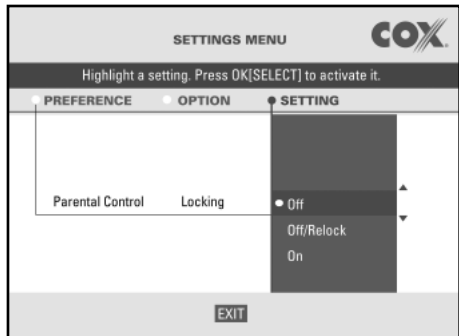 SETTINGS MENU
COX.
Highlight a setting. Press OK[SELECT] to activate it.
PREFERENCE OPTION SETTING
Parental Control Locking Off
Off/Relock
On
EXIT